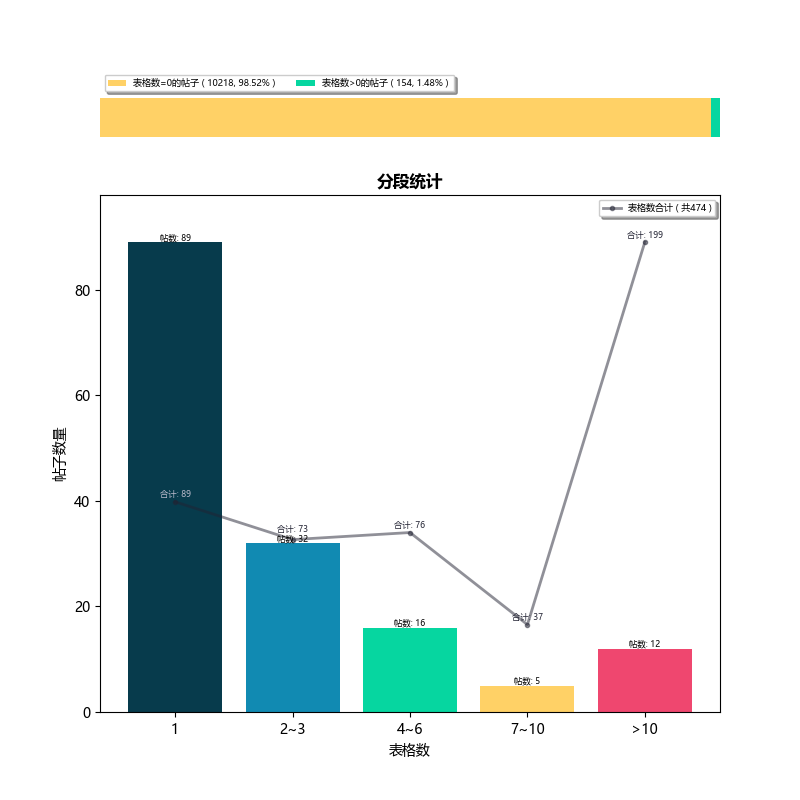 表格数=0的帖子 ( 10218, 98.52% )
表格数>0的帖子 ( 154, 1.48% )
分段统计
表格数合计 ( 共474 )
合计: 199
帖数: 89
80
60
帖子数量
40
合计: 89
合计: 73
合计: 76
帖数: 32
20
合计: 37
帖数: 16
帖数: 12
帖数: 5
0
1
2~3
4~6
7~10
>10
表格数